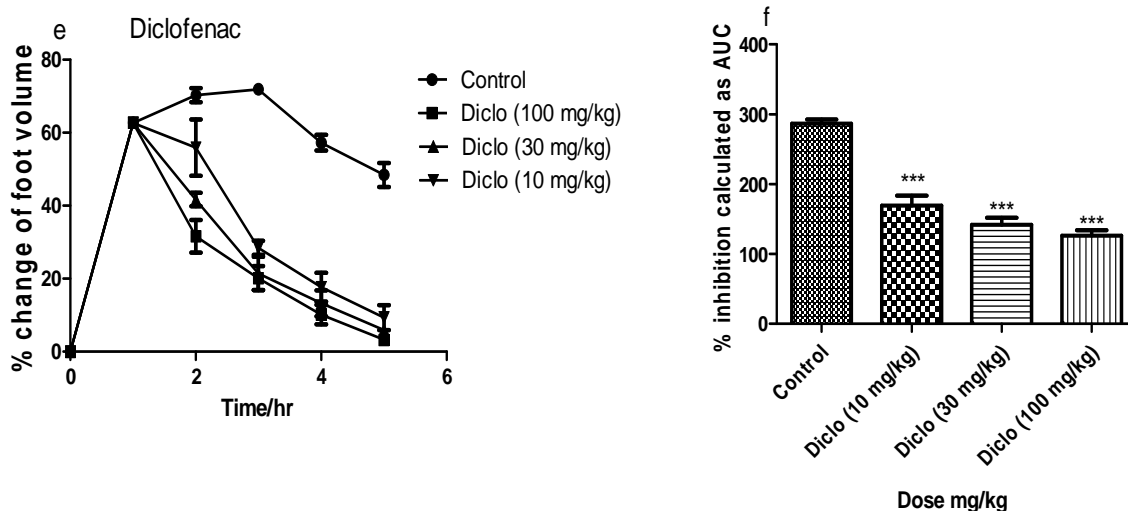 e Diclofenac
% change of foot volume
80
60
40
20
0
0 2 4 6
Time/hr
Control
Diclo (100 mg/kg)
Diclo (30 mg/kg)
Diclo (10 mg/kg)
f
% inhibition calculated as AUC
400
300
200
100
0
***
***
***
Control
Diclo (10 mg/kg)
Diclo (30 mg/kg)
Diclo (100 mg/kg)
Dose mg/kg